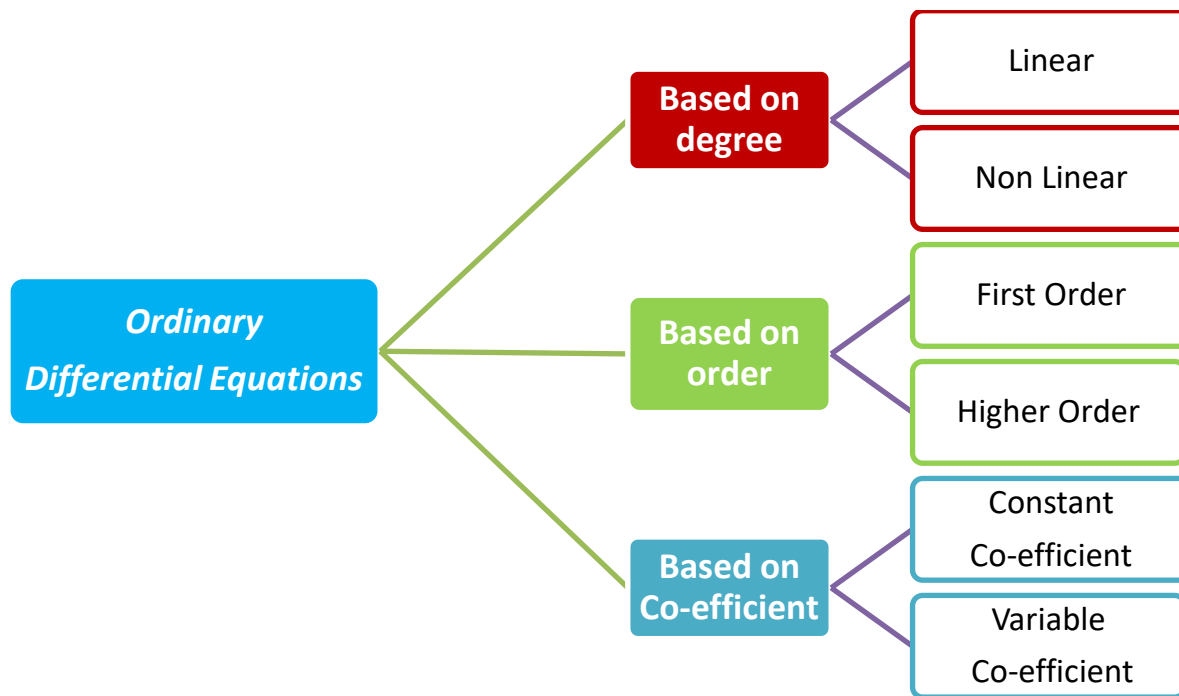 Ordinary
Differential Equations
Based on
degree
Linear
Non Linear
Based on
order
First Order
Higher Order
Based on
Co-efficient
Constant
Co-efficient
Variable
Co-efficient